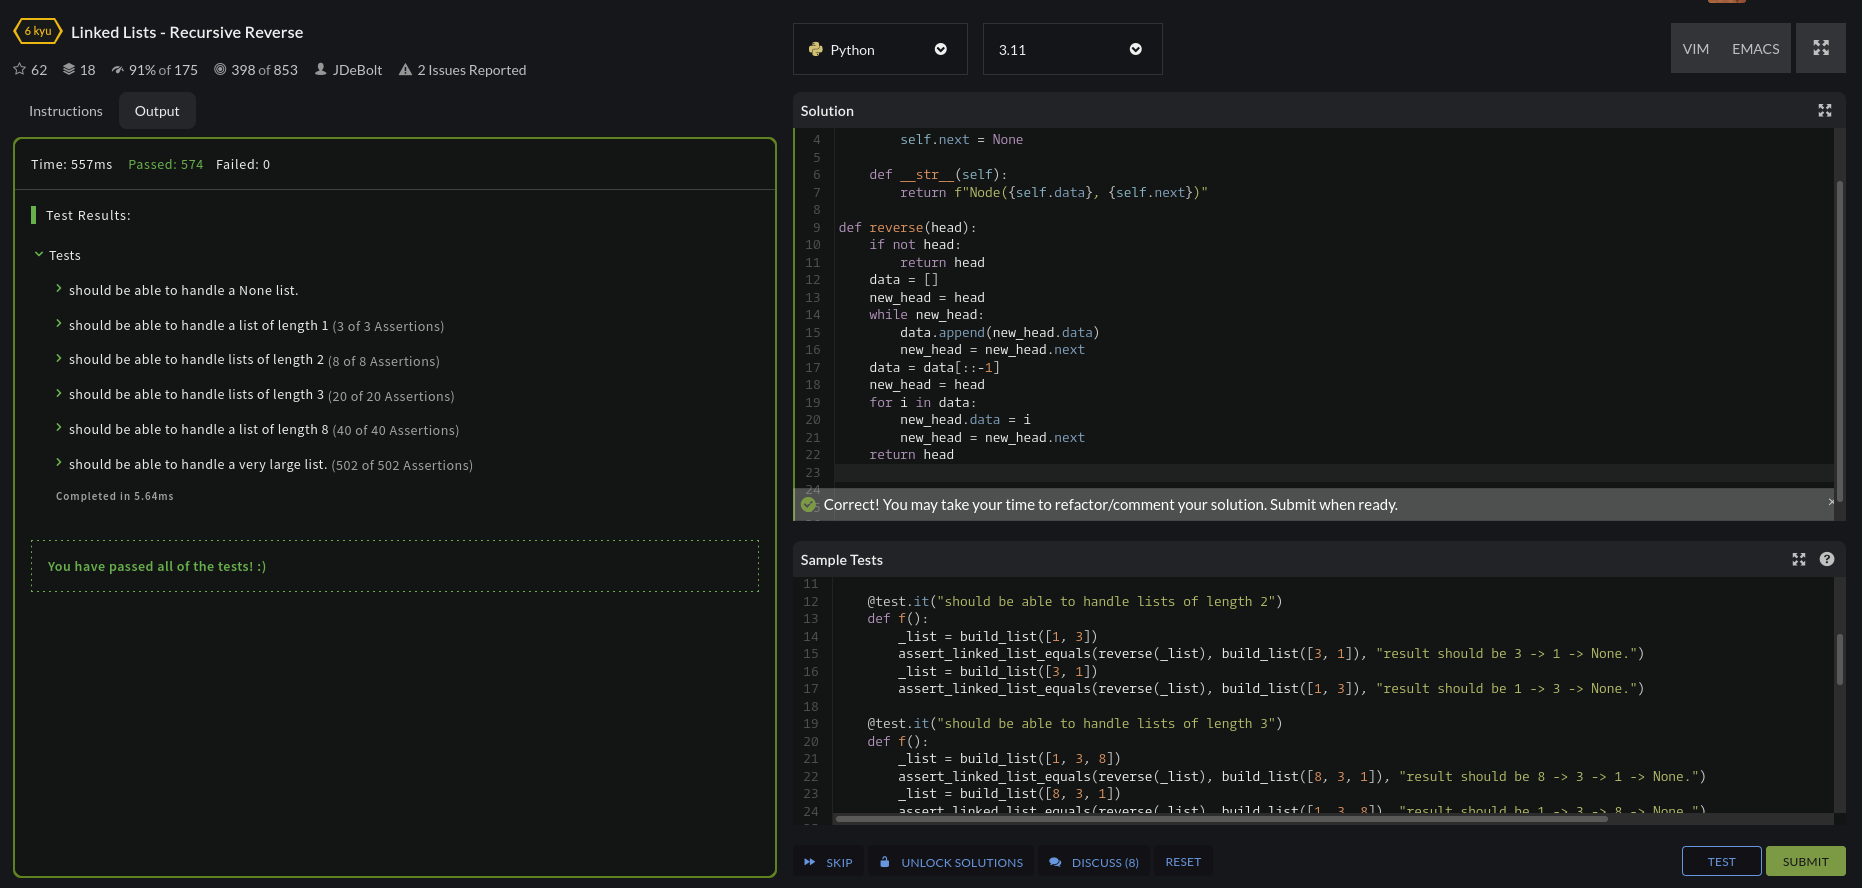 6 kyu Linked Lists - Recursive Reverse
62 18 91% of 175 398 of 853 JDeBolt 2 Issues Reported
Instructions Output
Time: 557ms Passed: 574 Failed: 0
Test Results:
Tests
should be able to handle a None list.
should be able to handle a list of length 1 (3 of 3 Assertions)
should be able to handle lists of length 2 (8 of 8 Assertions)
should be able to handle lists of length 3 (20 of 20 Assertions)
should be able to handle a list of length 8 (40 of 40 Assertions)
should be able to handle a very large list. (502 of 502 Assertions)
Completed in 5.64ms
You have passed all of the tests! :)
Python 3.11 VIM EMACS
Solution
4         self.next = None
5
6     def __str__(self):
7         return f"Node({self.data}, {self.next})"
8
9 def reverse(head):
10     if not head:
11         return head
12     data = []
13     new_head = head
14     while new_head:
15         data.append(new_head.data)
16         new_head = new_head.next
17     data = data[::-1]
18     new_head = head
19     for i in data:
20         new_head.data = i
21         new_head = new_head.next
22     return head
23
24
Correct! You may take your time to refactor/comment your solution. Submit when ready. ×
Sample Tests ?
11
12     @test.it("should be able to handle lists of length 2")
13     def f():
14         _list = build_list([1, 3])
15         assert_linked_list_equals(reverse(_list), build_list([3, 1]), "result should be 3 -> 1 -> None.")
16         _list = build_list([3, 1])
17         assert_linked_list_equals(reverse(_list), build_list([1, 3]), "result should be 1 -> 3 -> None.")
18
19     @test.it("should be able to handle lists of length 3")
20     def f():
21         _list = build_list([1, 3, 8])
22         assert_linked_list_equals(reverse(_list), build_list([8, 3, 1]), "result should be 8 -> 3 -> 1 -> None.")
23         _list = build_list([8, 3, 1])
24         assert_linked_list_equals(reverse(_list), build_list([1, 3, 8]), "result should be 1 -> 3 -> 8 -> None.")
SKIP UNLOCK SOLUTIONS DISCUSS (8) RESET TEST SUBMIT